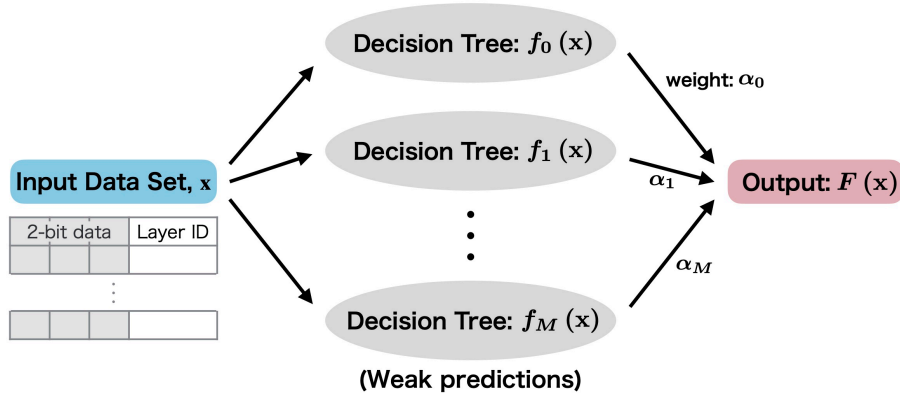 Decision Tree: f₀ (x)
weight: α₀
Decision Tree: f₁ (x)
α₁
Input Data Set, x
Output: F (x)
2-bit data
Layer ID
⋮
⋮
α_M
Decision Tree: f_M (x)
(Weak predictions)